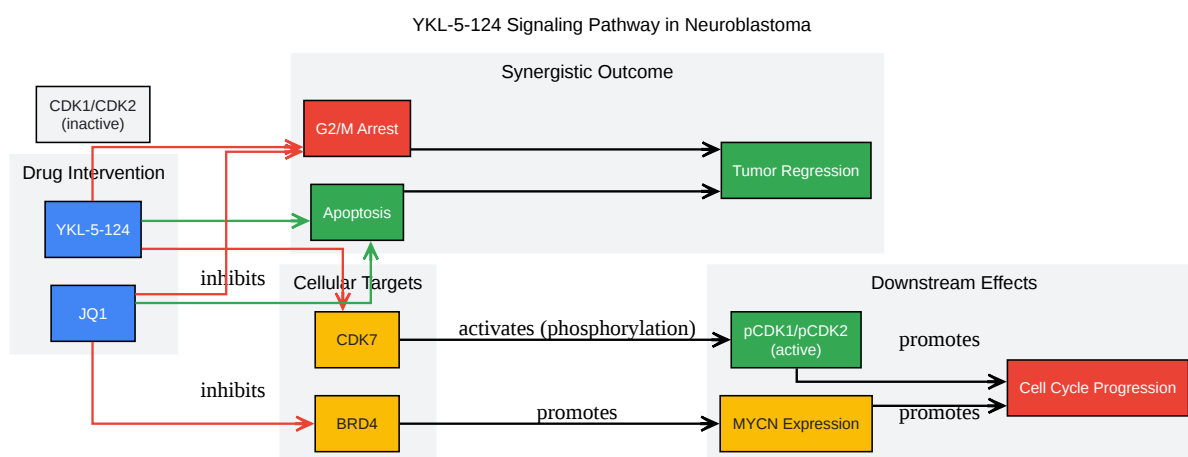 YKL-5-124 Signaling Pathway in Neuroblastoma
Synergistic Outcome
CDK1/CDK2
(inactive)
G2/M Arrest
Drug Intervention
Tumor Regression
YKL-5-124
Apoptosis
inhibits
Cellular Targets
Downstream Effects
JQ1
CDK7
activates (phosphorylation)
pCDK1/pCDK2
(active)
promotes
Cell Cycle Progression
inhibits
BRD4
promotes
MYCN Expression
promotes